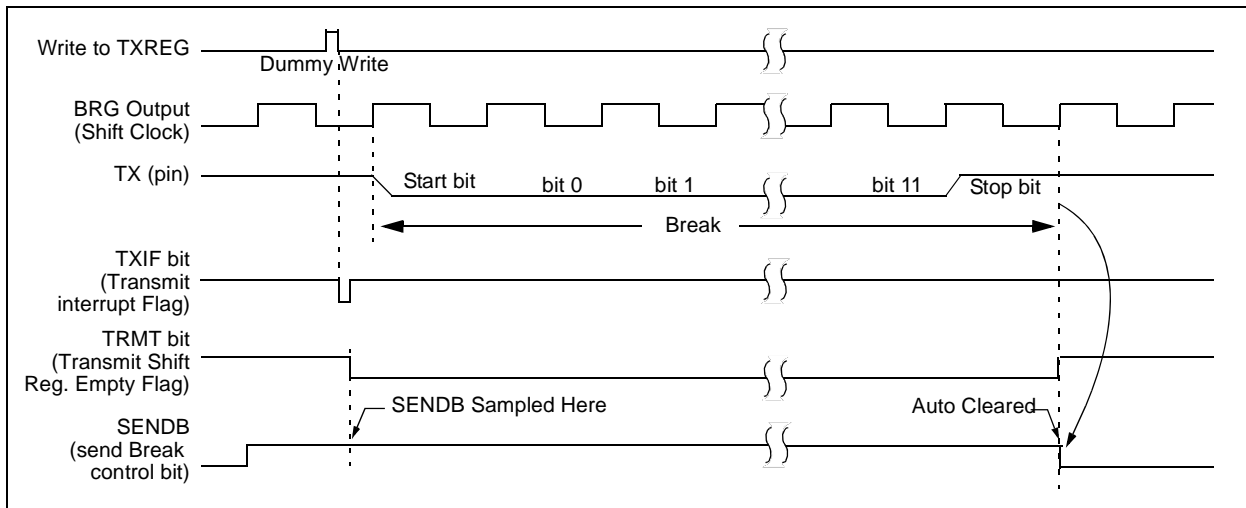 Write to TXREG
Dummy Write
BRG Output
(Shift Clock)
TX (pin)
Start bit
bit 0
bit 1
bit 11
Stop bit
Break
TXIF bit
(Transmit
interrupt Flag)
TRMT bit
(Transmit Shift
Reg. Empty Flag)
SENDB Sampled Here
Auto Cleared
SENDB
(send Break
control bit)